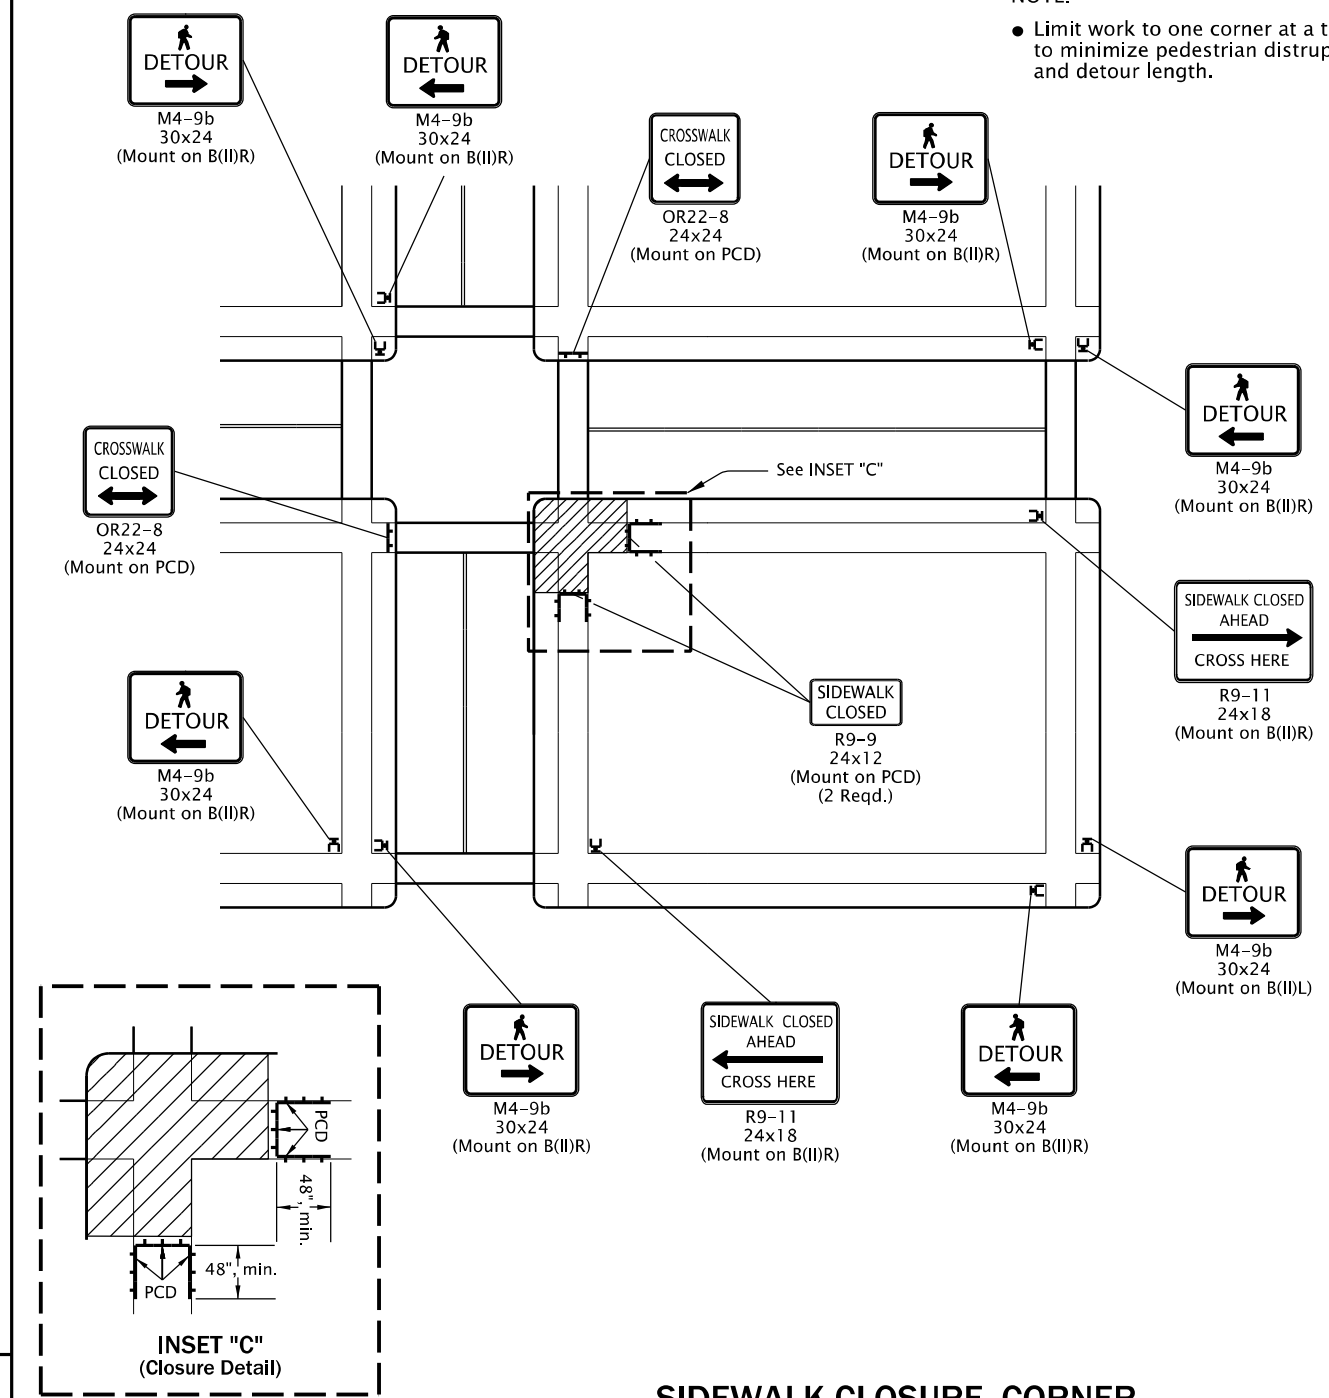 NOTE:
● Limit work to one corner at a t
to minimize pedestrian distrup
and detour length.
DETOUR
M4-9b
30x24
(Mount on B(II)R)
DETOUR
M4-9b
30x24
(Mount on B(II)R)
CROSSWALK
CLOSED
OR22-8
24x24
(Mount on PCD)
DETOUR
M4-9b
30x24
(Mount on B(II)R)
DETOUR
M4-9b
30x24
(Mount on B(II)R)
CROSSWALK
CLOSED
OR22-8
24x24
(Mount on PCD)
See INSET "C"
SIDEWALK CLOSED
AHEAD
CROSS HERE
R9-11
24x18
(Mount on B(II)R)
DETOUR
M4-9b
30x24
(Mount on B(II)R)
SIDEWALK
CLOSED
R9-9
24x12
(Mount on PCD)
(2 Reqd.)
DETOUR
M4-9b
30x24
(Mount on B(II)L)
DETOUR
M4-9b
30x24
(Mount on B(II)R)
SIDEWALK CLOSED
AHEAD
CROSS HERE
R9-11
24x18
(Mount on B(II)R)
DETOUR
M4-9b
30x24
(Mount on B(II)R)
PCD
48", min.
48", min.
PCD
INSET "C"
(Closure Detail)
SIDEWALK CLOSURE, CORNER